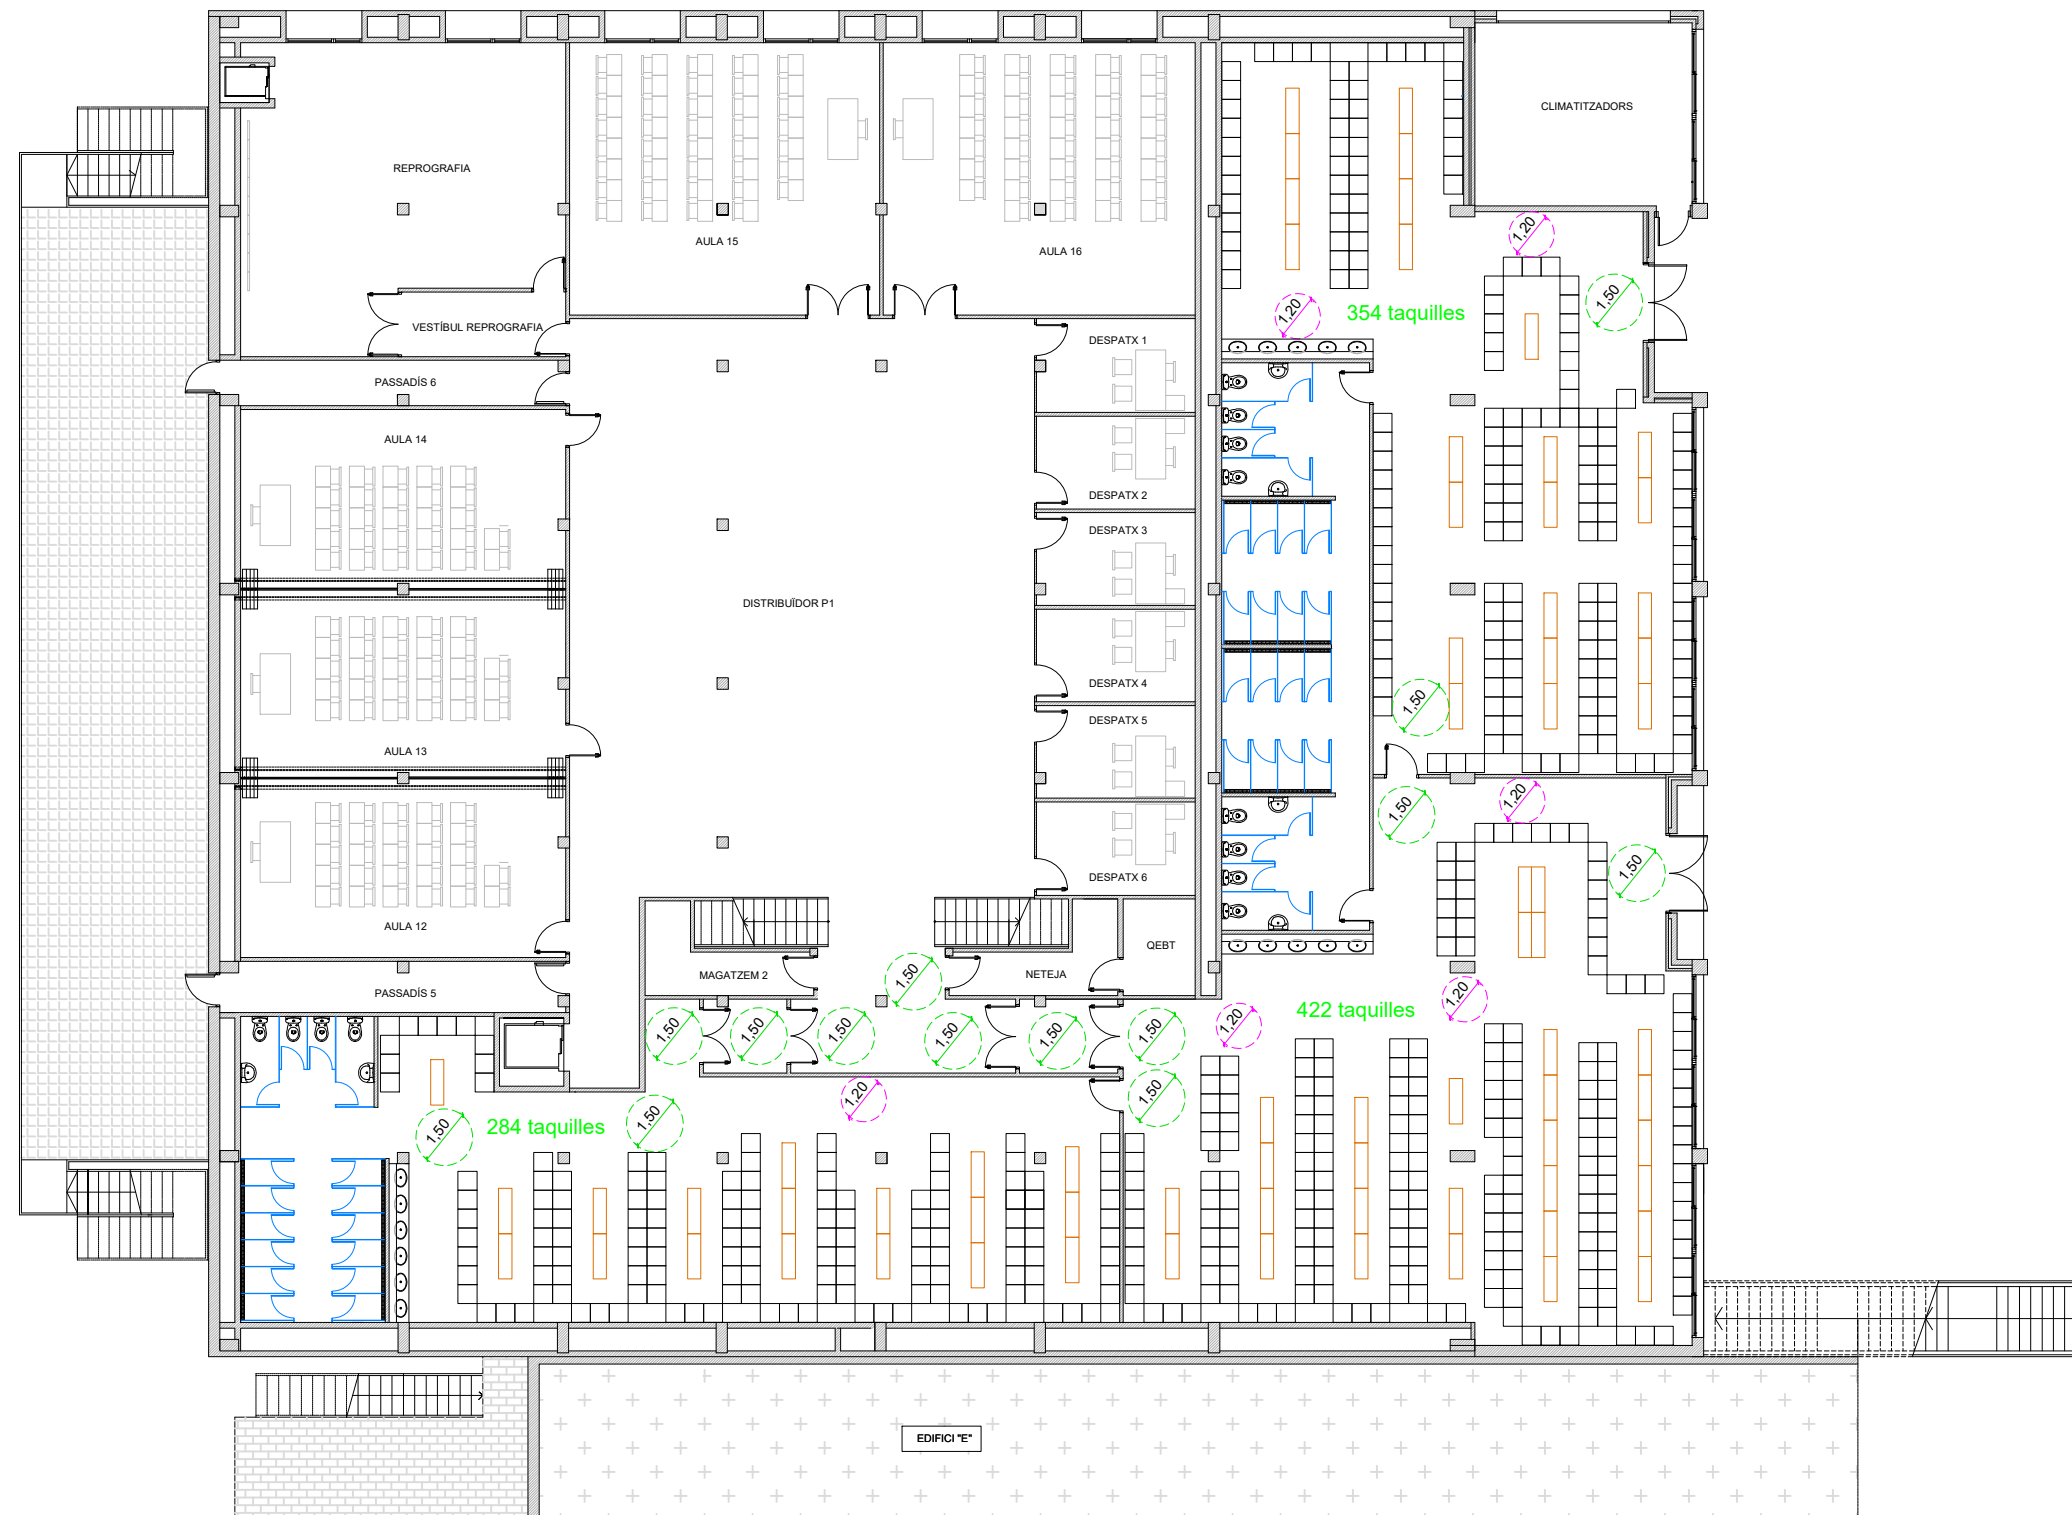 CLIMATITZADORS
REPROGRAFIA
AULA 15
AULA 16
1,20
1,50
1,20
354 taquilles
VESTÍBUL REPROGRAFIA
DESPATX 1
PASSADÍS 6
AULA 14
DESPATX 2
DESPATX 3
DISTRIBUÏDOR P1
DESPATX 4
1,50
DESPATX 5
AULA 13
1,20
1,50
1,50
DESPATX 6
AULA 12
QEBT
MAGATZEM 2
1,50
NETEJA
PASSADÍS 5
1,20
422 taquilles
1,50
1,50
1,50
1,50
1,50
1,50
1,20
1,50
1,20
1,50
1,50
284 taquilles
EDIFICI "E"